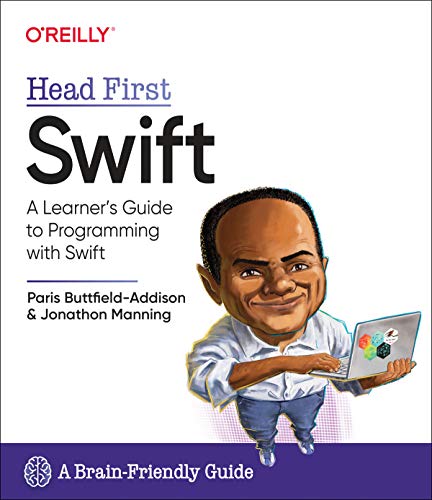 O'REILLY®
Head First
Swift
A Learner's Guide
to Programming
with Swift
Paris Buttfield-Addison
& Jonathon Manning
A Brain-Friendly Guide